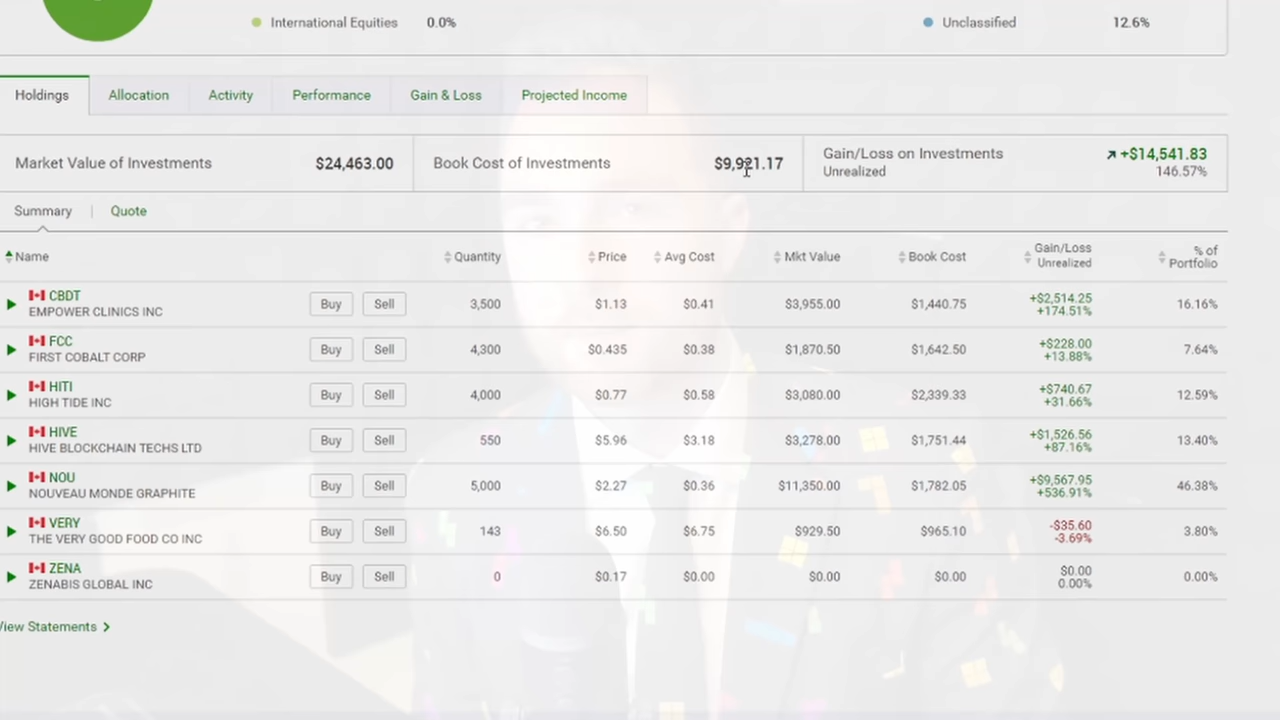 International Equities 0.0% Unclassified 12.6%
Holdings Allocation Activity Performance Gain & Loss Projected Income
Market Value of Investments $24,463.00 Book Cost of Investments $9,921.17 Gain/Loss on Investments +$14,541.83
Unrealized 146.57%
Summary | Quote
Name Quantity Price Avg Cost Mkt Value Book Cost Gain/Loss Unrealized % of Portfolio
CBDT Buy Sell 3,500 $1.13 $0.41 $3,955.00 $1,440.75 +$2,514.25 16.16%
EMPOWER CLINICS INC +174.51%
FCC Buy Sell 4,300 $0.435 $0.38 $1,870.50 $1,642.50 +$228.00 7.64%
FIRST COBALT CORP +13.88%
HITI Buy Sell 4,000 $0.77 $0.58 $3,080.00 $2,339.33 +$740.67 12.59%
HIGH TIDE INC +31.66%
HIVE Buy Sell 550 $5.96 $3.18 $3,278.00 $1,751.44 +$1,526.56 13.40%
HIVE BLOCKCHAIN TECHS LTD +87.16%
NOU Buy Sell 5,000 $2.27 $0.36 $11,350.00 $1,782.05 +$9,567.95 46.38%
NOUVEAU MONDE GRAPHITE +536.91%
VERY Buy Sell 143 $6.50 $6.75 $929.50 $965.10 -$35.60 3.80%
THE VERY GOOD FOOD CO INC -3.69%
ZENA Buy Sell 0 $0.17 $0.00 $0.00 $0.00 $0.00 0.00%
ZENABIS GLOBAL INC 0.00%
View Statements